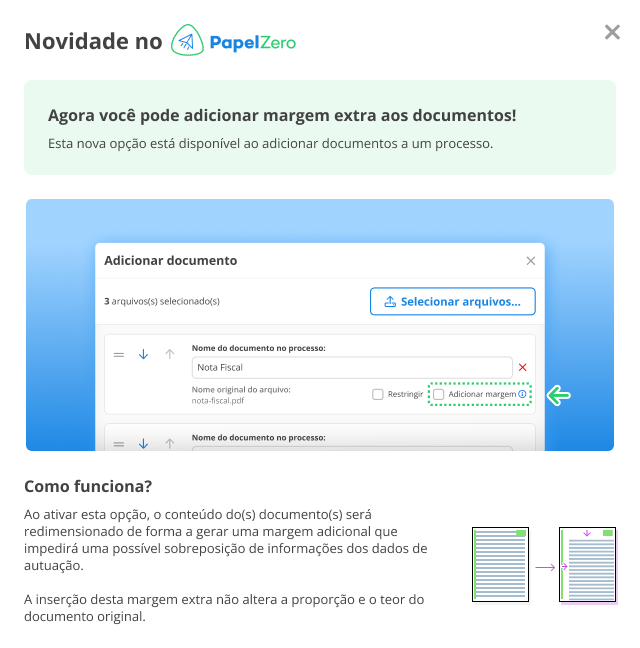 Novidade no PapelZero
Agora você pode adicionar margem extra aos documentos!
Esta nova opção está disponível ao adicionar documentos a um processo.
Adicionar documento
3 arquivos(s) selecionado(s)
Selecionar arquivos...
Nome do documento no processo:
Nota Fiscal
Nome original do arquivo:
nota-fiscal.pdf
Restringir
Adicionar margem
Nome do documento no processo:
Como funciona?
Ao ativar esta opção, o conteúdo do(s) documento(s) será
redimensionado de forma a gerar uma margem adicional que
impedirá uma possível sobreposição de informações dos dados de
autuação.
A inserção desta margem extra não altera a proporção e o teor do
documento original.